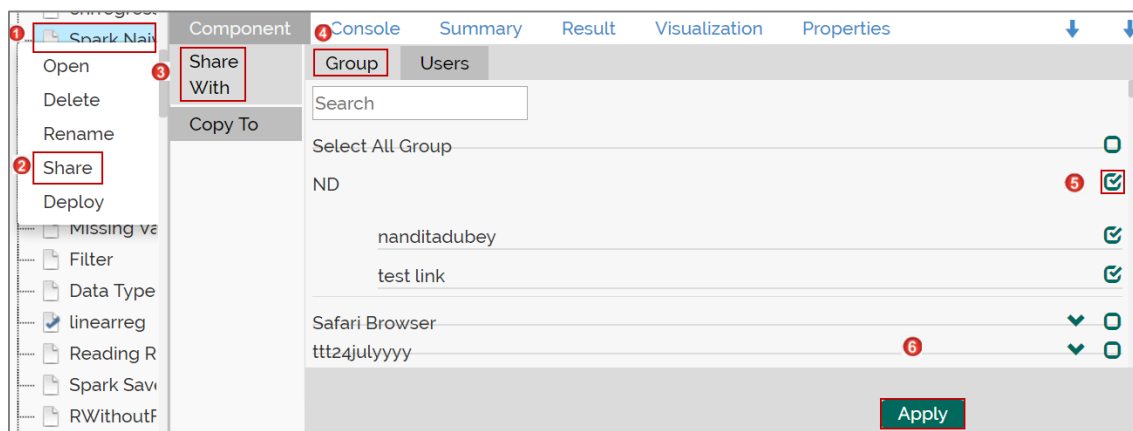 1
Spark Naiv
Open
Delete
Rename
2
Share
Deploy
Missing Va
Filter
Data Type
linearreg
Reading R
Spark Save
RWithoutF
Component
3
Share
With
Copy To
4
Console Summary Result Visualization Properties
Group Users
Search
Select All Group
ND
5
nanditadubey
test link
Safari Browser
ttt24julyyyy
6
Apply